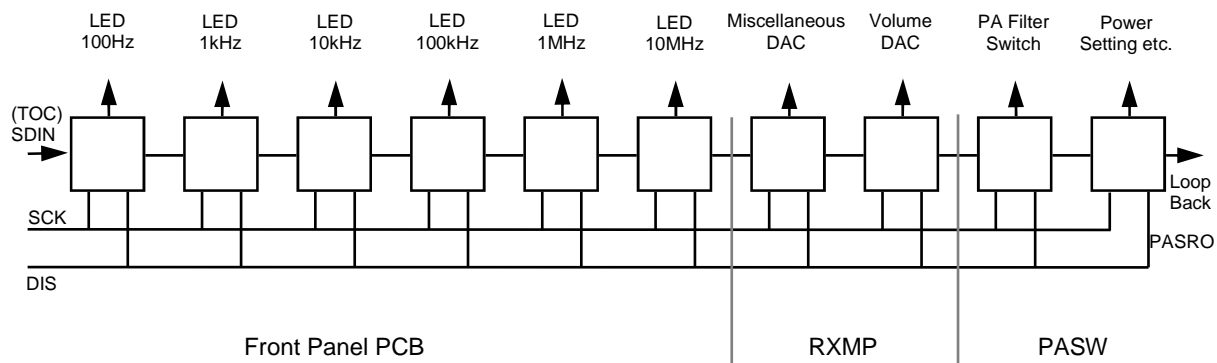 LED
100Hz
LED
1kHz
LED
10kHz
LED
100kHz
LED
1MHz
LED
10MHz
Miscellaneous
DAC
Volume
DAC
PA Filter
Switch
Power
Setting etc.
(TOC)
SDIN
Loop
Back
SCK
PASRO
DIS
Front Panel PCB
RXMP
PASW